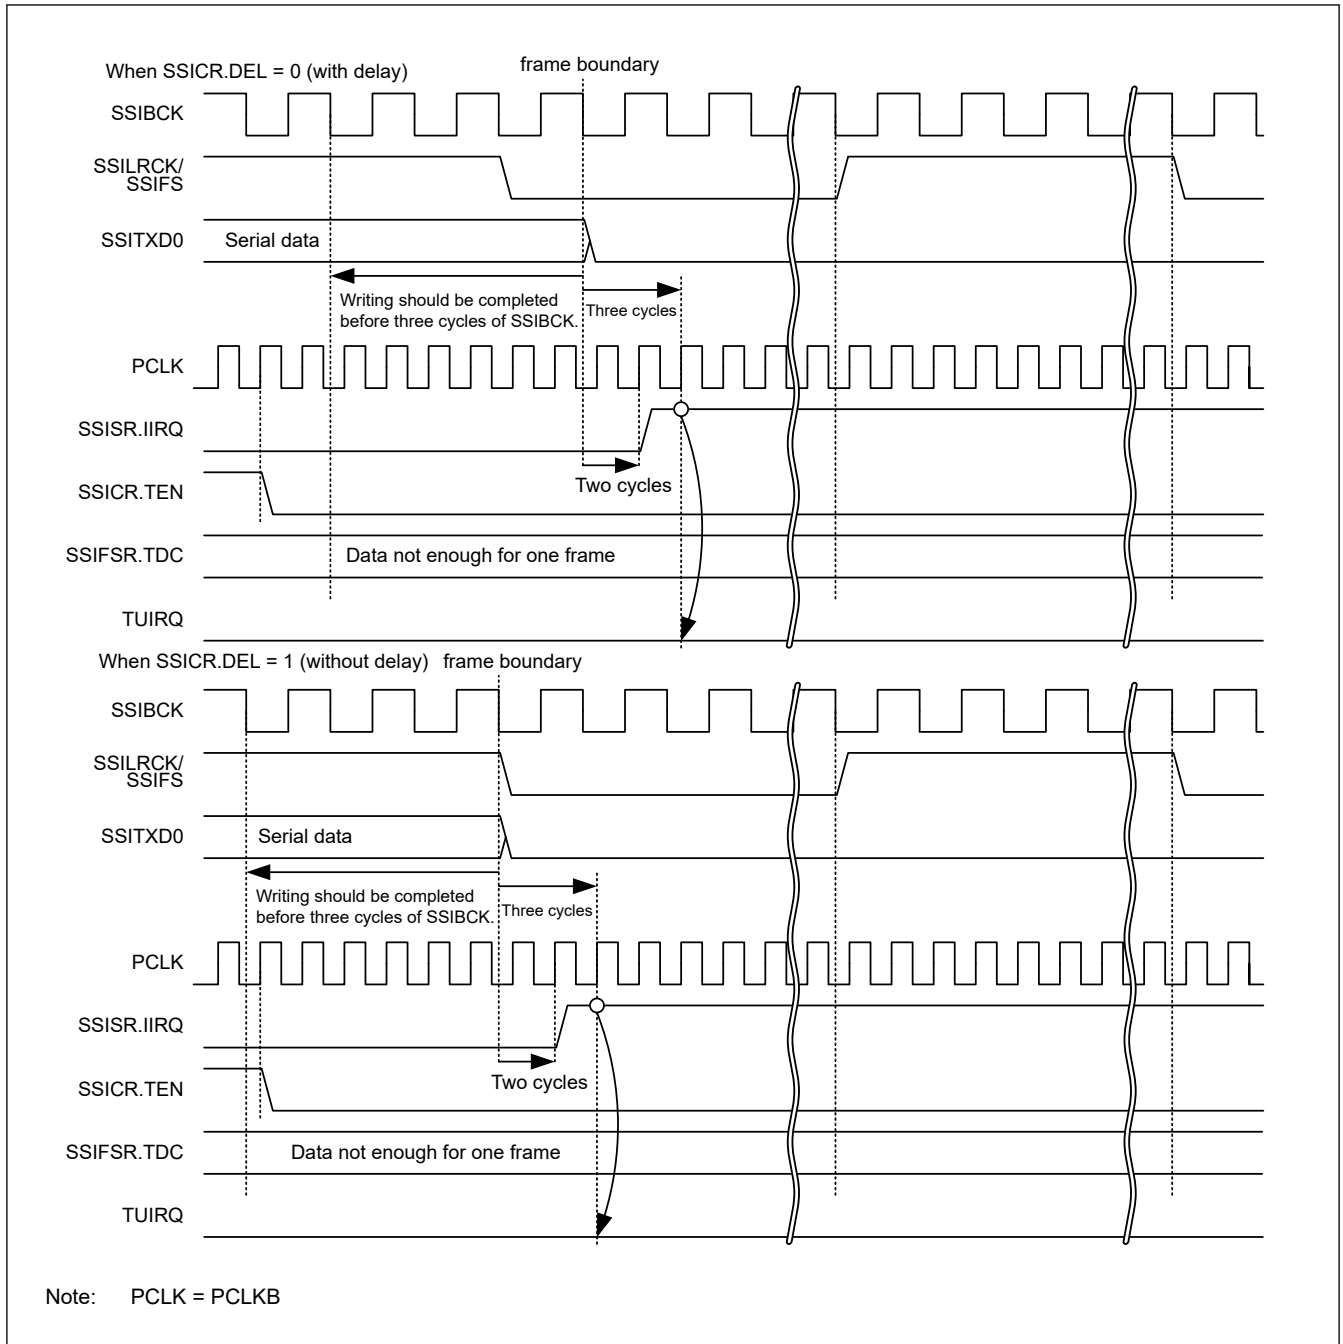 When SSICR.DEL = 0 (with delay)
frame boundary
SSIBCK
SSILRCK/
SSIFS
SSITXD0
Serial data
Writing should be completed
before three cycles of SSIBCK.
Three cycles
PCLK
SSISR.IIRQ
Two cycles
SSICR.TEN
SSIFSR.TDC
Data not enough for one frame
TUIRQ
When SSICR.DEL = 1 (without delay)
frame boundary
SSIBCK
SSILRCK/
SSIFS
SSITXD0
Serial data
Writing should be completed
before three cycles of SSIBCK.
Three cycles
PCLK
SSISR.IIRQ
Two cycles
SSICR.TEN
SSIFSR.TDC
Data not enough for one frame
TUIRQ
Note: PCLK = PCLKB